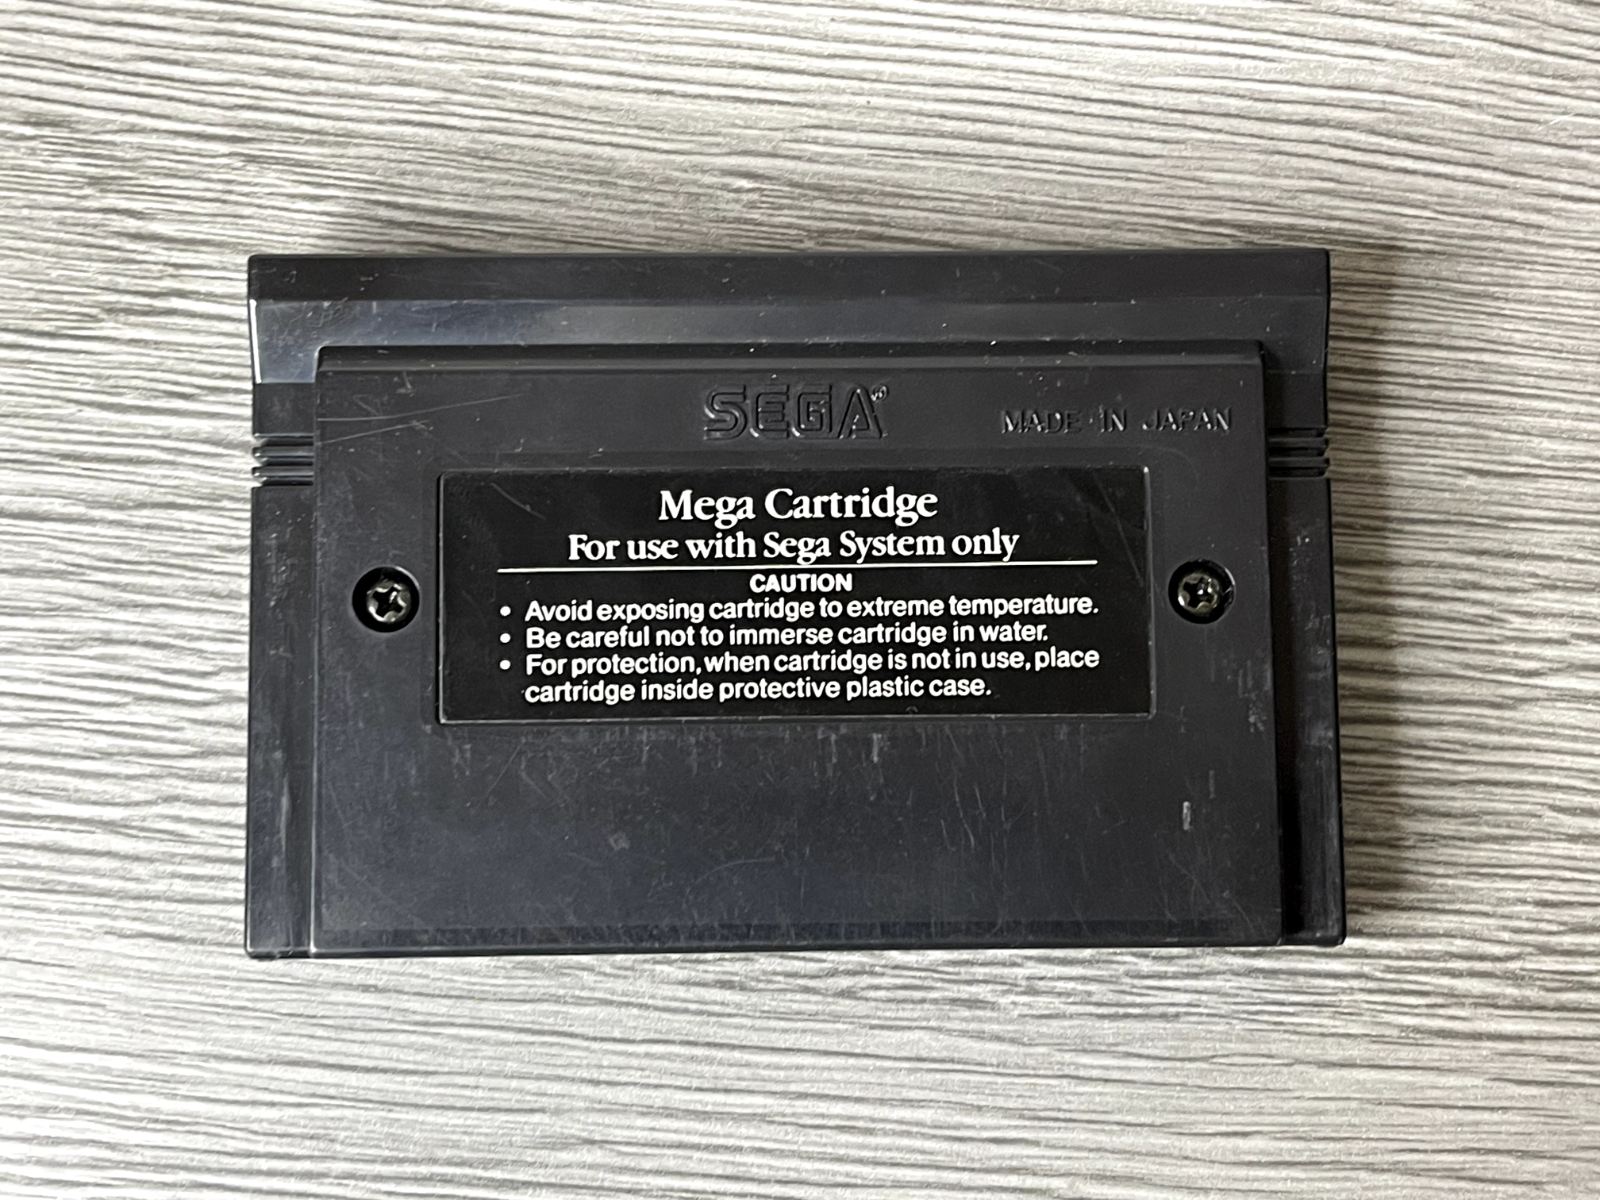 SEGA®
MADE IN JAPAN
Mega Cartridge
For use with Sega System only
CAUTION
• Avoid exposing cartridge to extreme temperature.
• Be careful not to immerse cartridge in water.
• For protection, when cartridge is not in use, place
cartridge inside protective plastic case.